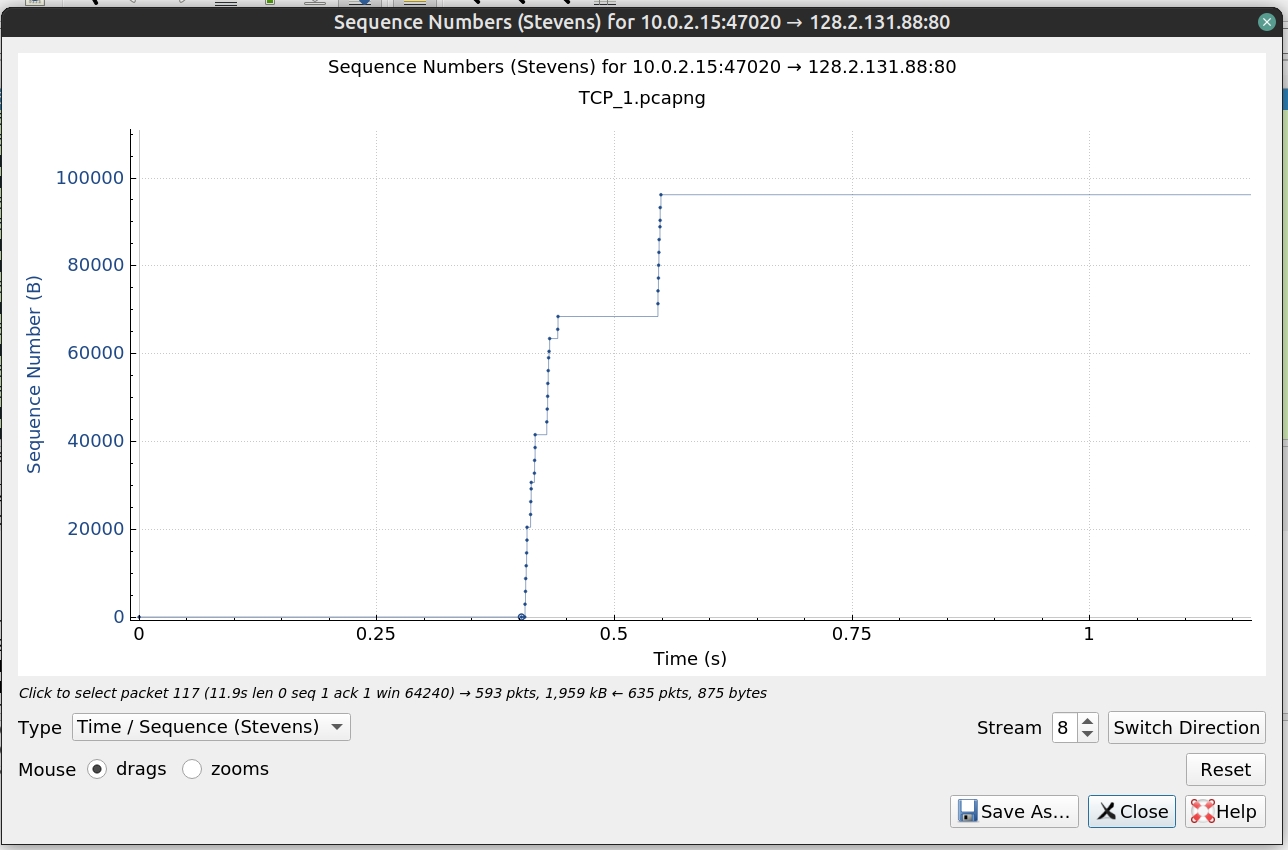 Sequence Numbers (Stevens) for 10.0.2.15:47020 → 128.2.131.88:80
Sequence Numbers (Stevens) for 10.0.2.15:47020 → 128.2.131.88:80
TCP_1.pcapng
100000
80000
60000
40000
20000
0
Sequence Number (B)
0 0.25 0.5 0.75 1
Time (s)
Click to select packet 117 (11.9s len 0 seq 1 ack 1 win 64240) → 593 pkts, 1,959 kB ← 635 pkts, 875 bytes
Type Time / Sequence (Stevens) Stream 8 Switch Direction
Mouse drags zooms Reset
Save As... Close Help